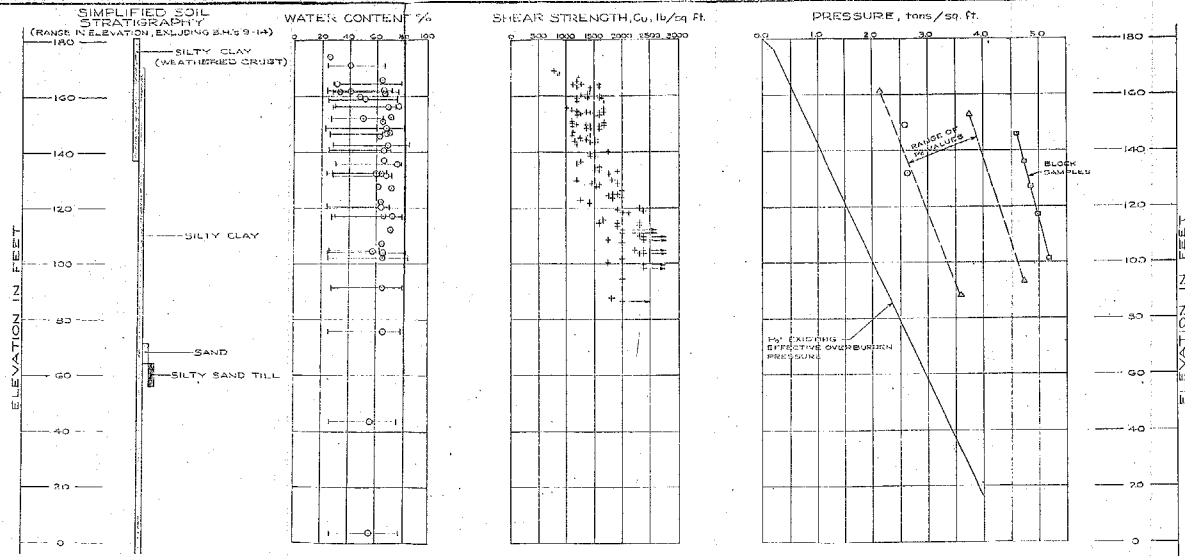 SIMPLIFIED SOIL
STRATIGRAPHY
(RANGE IN ELEVATION, EXLUDING B.H.'s 9-14)
WATER CONTENT %
SHEAR STRENGTH, Cu, lb/sq ft.
PRESSURE, tons/sq. ft.
0 20 40 60 80 100
0 500 1000 1500 2000 2500 3000
0.0 1.0 2.0 3.0 4.0 5.0
180
160
140
120
100
80
60
40
20
0
ELEVATION IN FEET
SILTY CLAY
(WEATHERED CRUST)
SILTY CLAY
SAND
SILTY SAND TILL
RANGE OF
Pc VALUES
BLOCK
SAMPLES
EXISTING
EFFECTIVE OVERBURDEN
PRESSURE
180
160
140
120
100
80
60
40
20
0
ELEVATION IN FEET